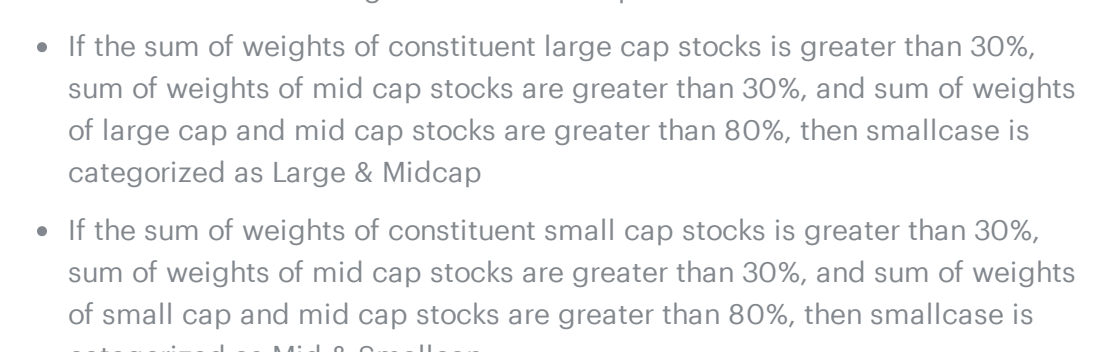 • If the sum of weights of constituent large cap stocks is greater than 30%,
sum of weights of mid cap stocks are greater than 30%, and sum of weights
of large cap and mid cap stocks are greater than 80%, then smallcase is
categorized as Large & Midcap
• If the sum of weights of constituent small cap stocks is greater than 30%,
sum of weights of mid cap stocks are greater than 30%, and sum of weights
of small cap and mid cap stocks are greater than 80%, then smallcase is
categorized as Mid & Smallcap